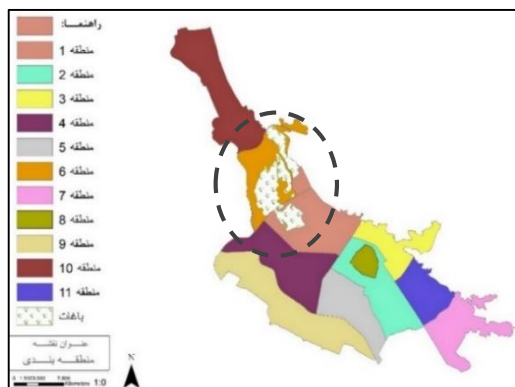 راهنما:
منطقه 1
منطقه 2
منطقه 3
منطقه 4
منطقه 5
منطقه 6
منطقه 7
منطقه 8
منطقه 9
منطقه 10
منطقه 11
باغات
عنوان نقشه
منطقه بندی
N